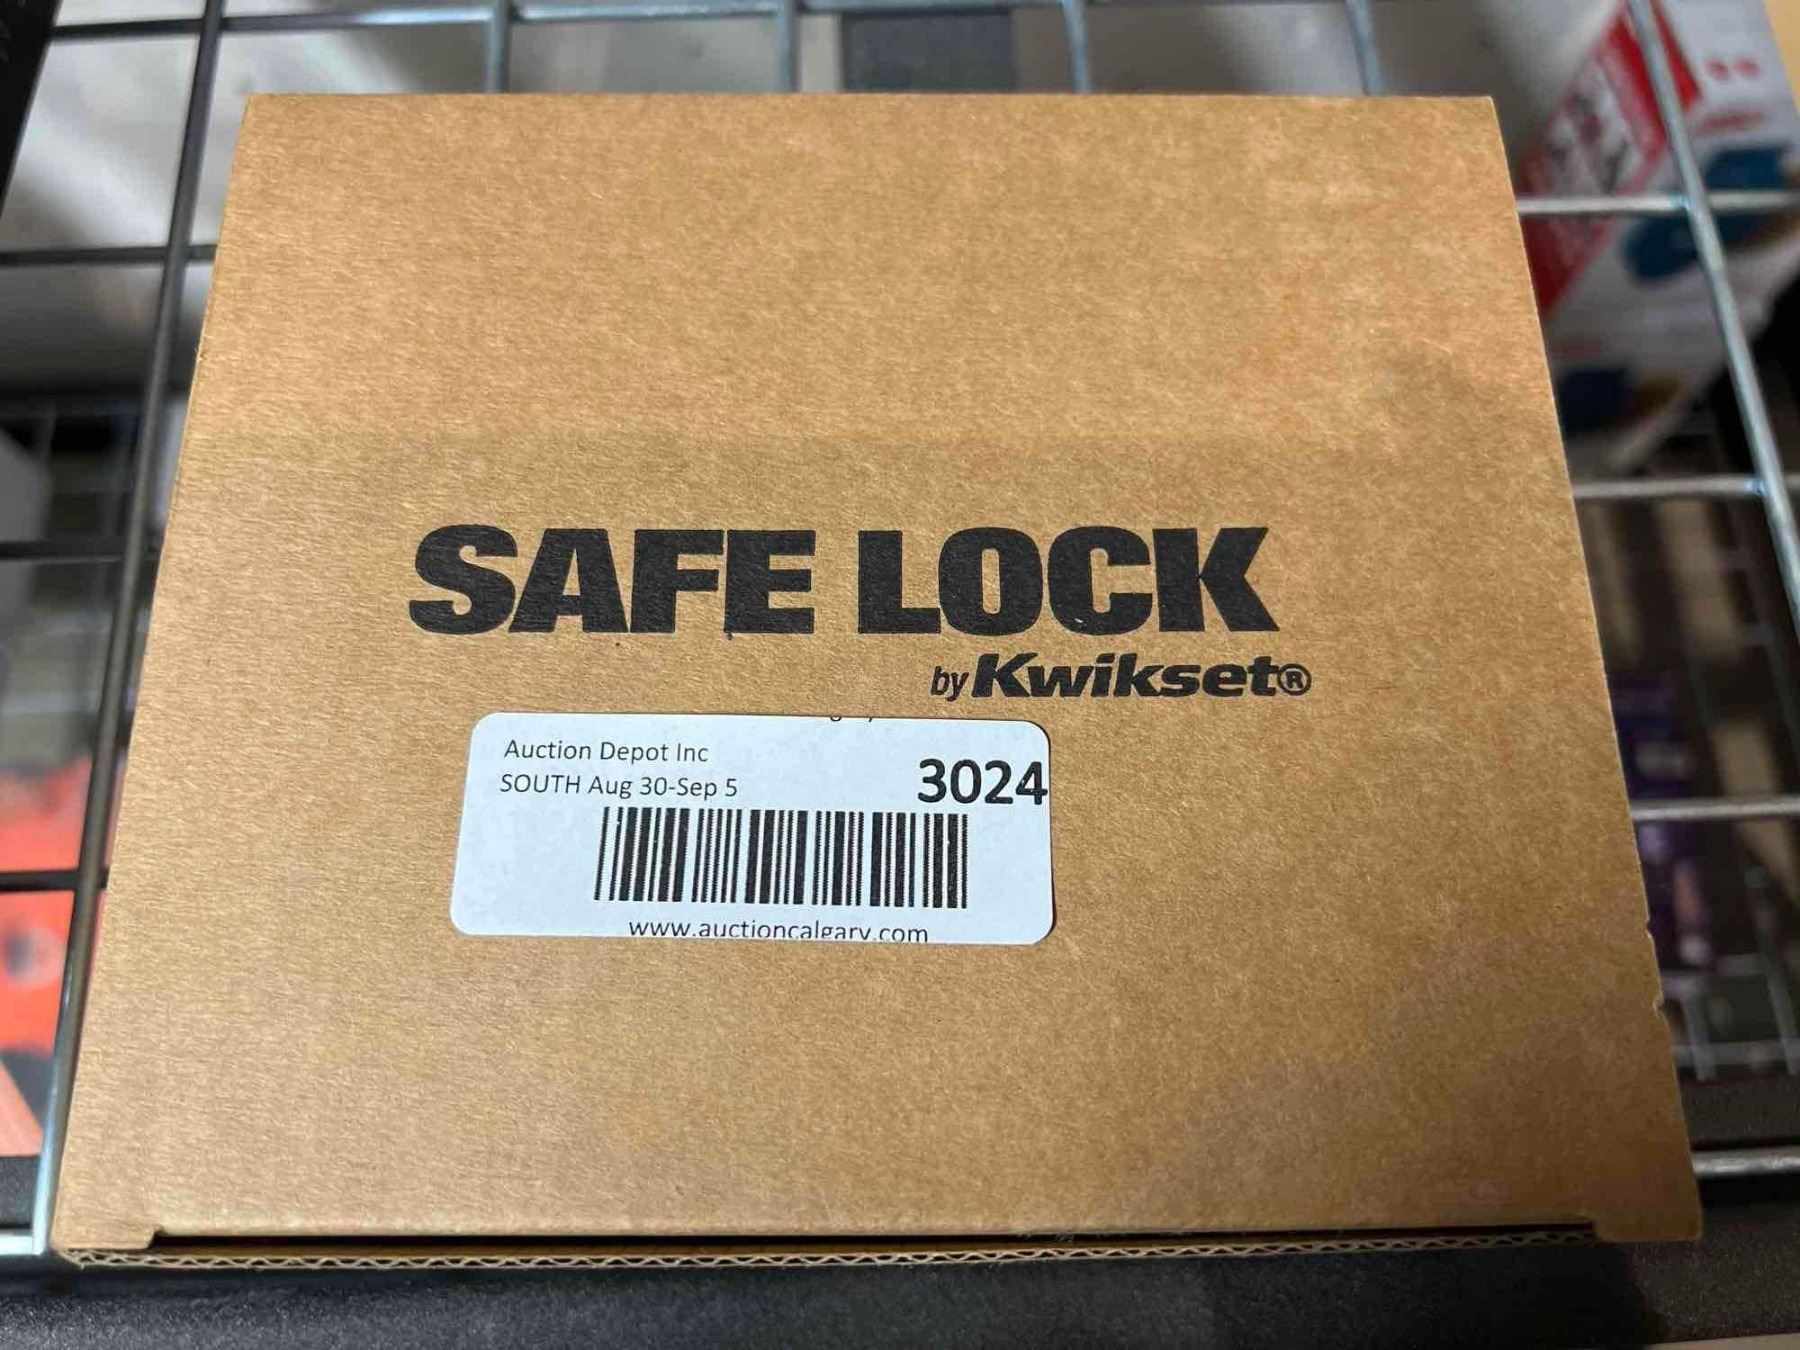 SAFE LOCK
by Kwikset®
Auction Depot Inc
SOUTH Aug 30-Sep 5
3024
www.auctioncalgary.com